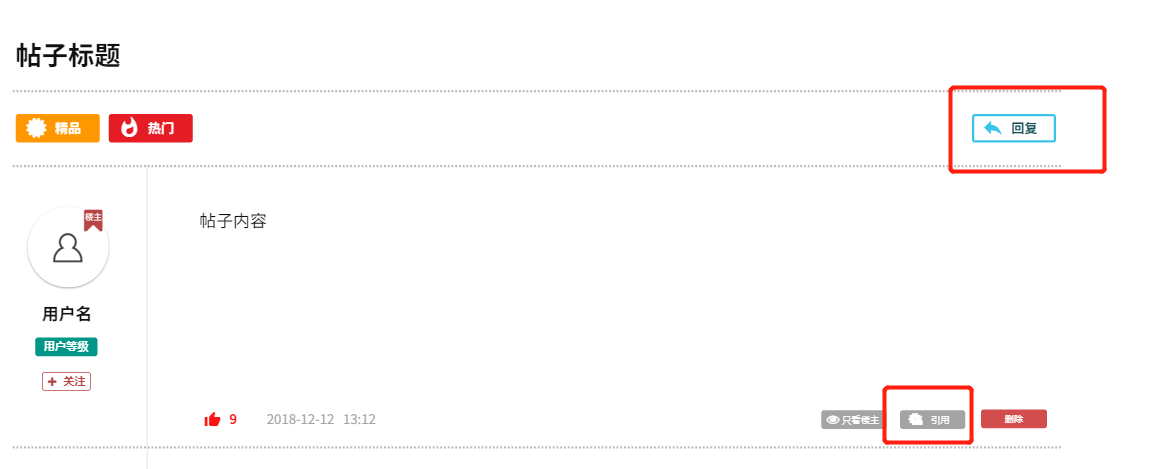 帖子标题
精品 热门 回复
楼主
帖子内容
用户名
用户等级
+ 关注
9 2018-12-12 13:12 只看楼主 引用 删除